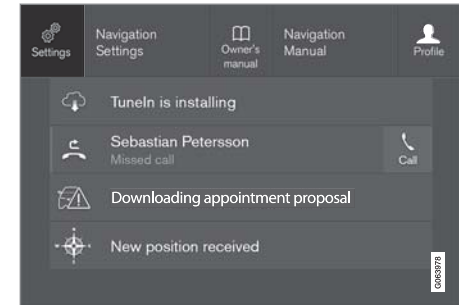 Settings
Navigation
Settings
Owner's
manual
Navigation
Manual
Profile
TuneIn is installing
Sebastian Petersson
Missed call
Call
Downloading appointment proposal
New position received
G063978